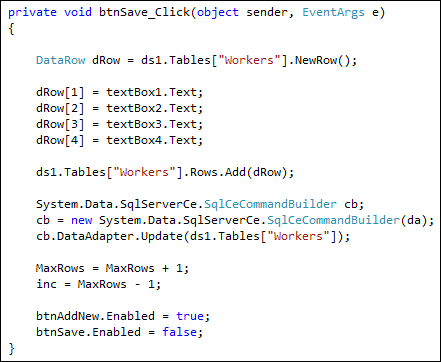 private void btnSave_Click(object sender, EventArgs e)
{
DataRow dRow = ds1.Tables["Workers"].NewRow();
dRow[1] = textBox1.Text;
dRow[2] = textBox2.Text;
dRow[3] = textBox3.Text;
dRow[4] = textBox4.Text;
ds1.Tables["Workers"].Rows.Add(dRow);
System.Data.SqlServerCe.SqlCeCommandBuilder cb;
cb = new System.Data.SqlServerCe.SqlCeCommandBuilder(da);
cb.DataAdapter.Update(ds1.Tables["Workers"]);
MaxRows = MaxRows + 1;
inc = MaxRows - 1;
btnAddNew.Enabled = true;
btnSave.Enabled = false;
}